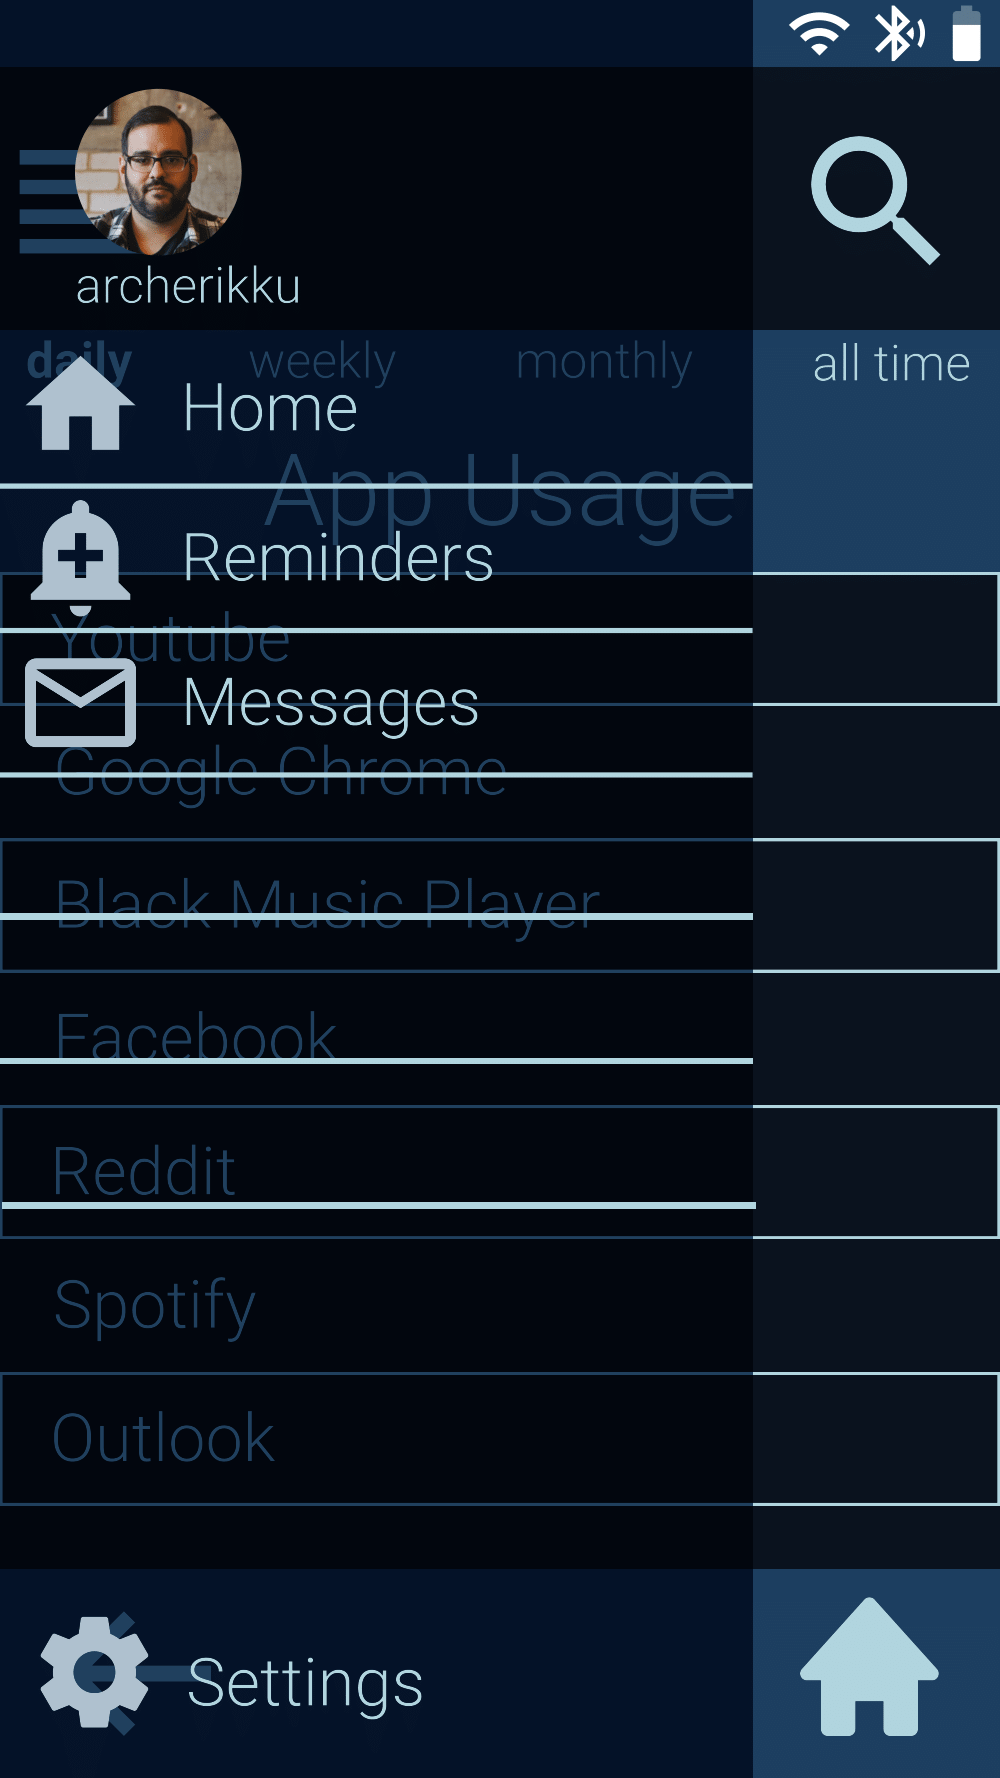 archerikku
daily weekly monthly all time
Home
App Usage
Reminders
Youtube
Messages
Google Chrome
Black Music Player
Facebook
Reddit
Spotify
Outlook
Settings